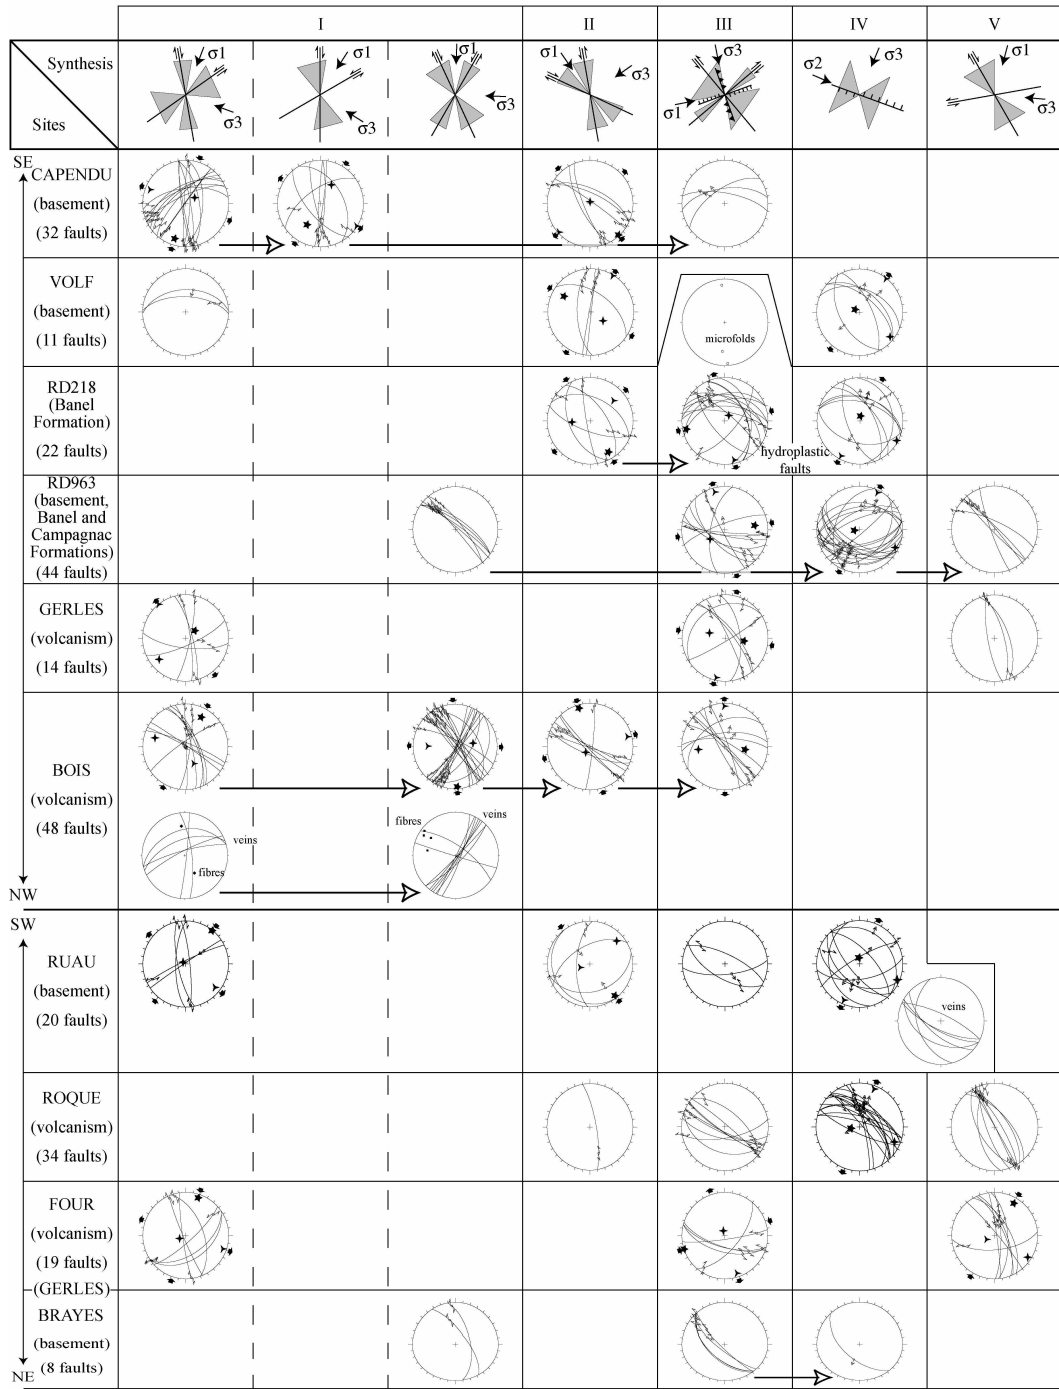 I
II
III
IV
V
Synthesis
Sites
σ1
σ3
σ1
σ3
σ1
σ3
σ1
σ3
σ3
σ1
σ2
σ3
σ1
σ3
SE
CAPENDU
(basement)
(32 faults)
VOLF
(basement)
(11 faults)
microfolds
RD218
(Banel
Formation)
(22 faults)
hydroplastic
faults
RD963
(basement,
Banel and
Campagnac
Formations)
(44 faults)
GERLES
(volcanism)
(14 faults)
BOIS
(volcanism)
(48 faults)
veins
fibres
fibres
veins
NW
SW
RUAU
(basement)
(20 faults)
veins
ROQUE
(volcanism)
(34 faults)
FOUR
(volcanism)
(19 faults)
(GERLES)
BRAYES
(basement)
(8 faults)
NE